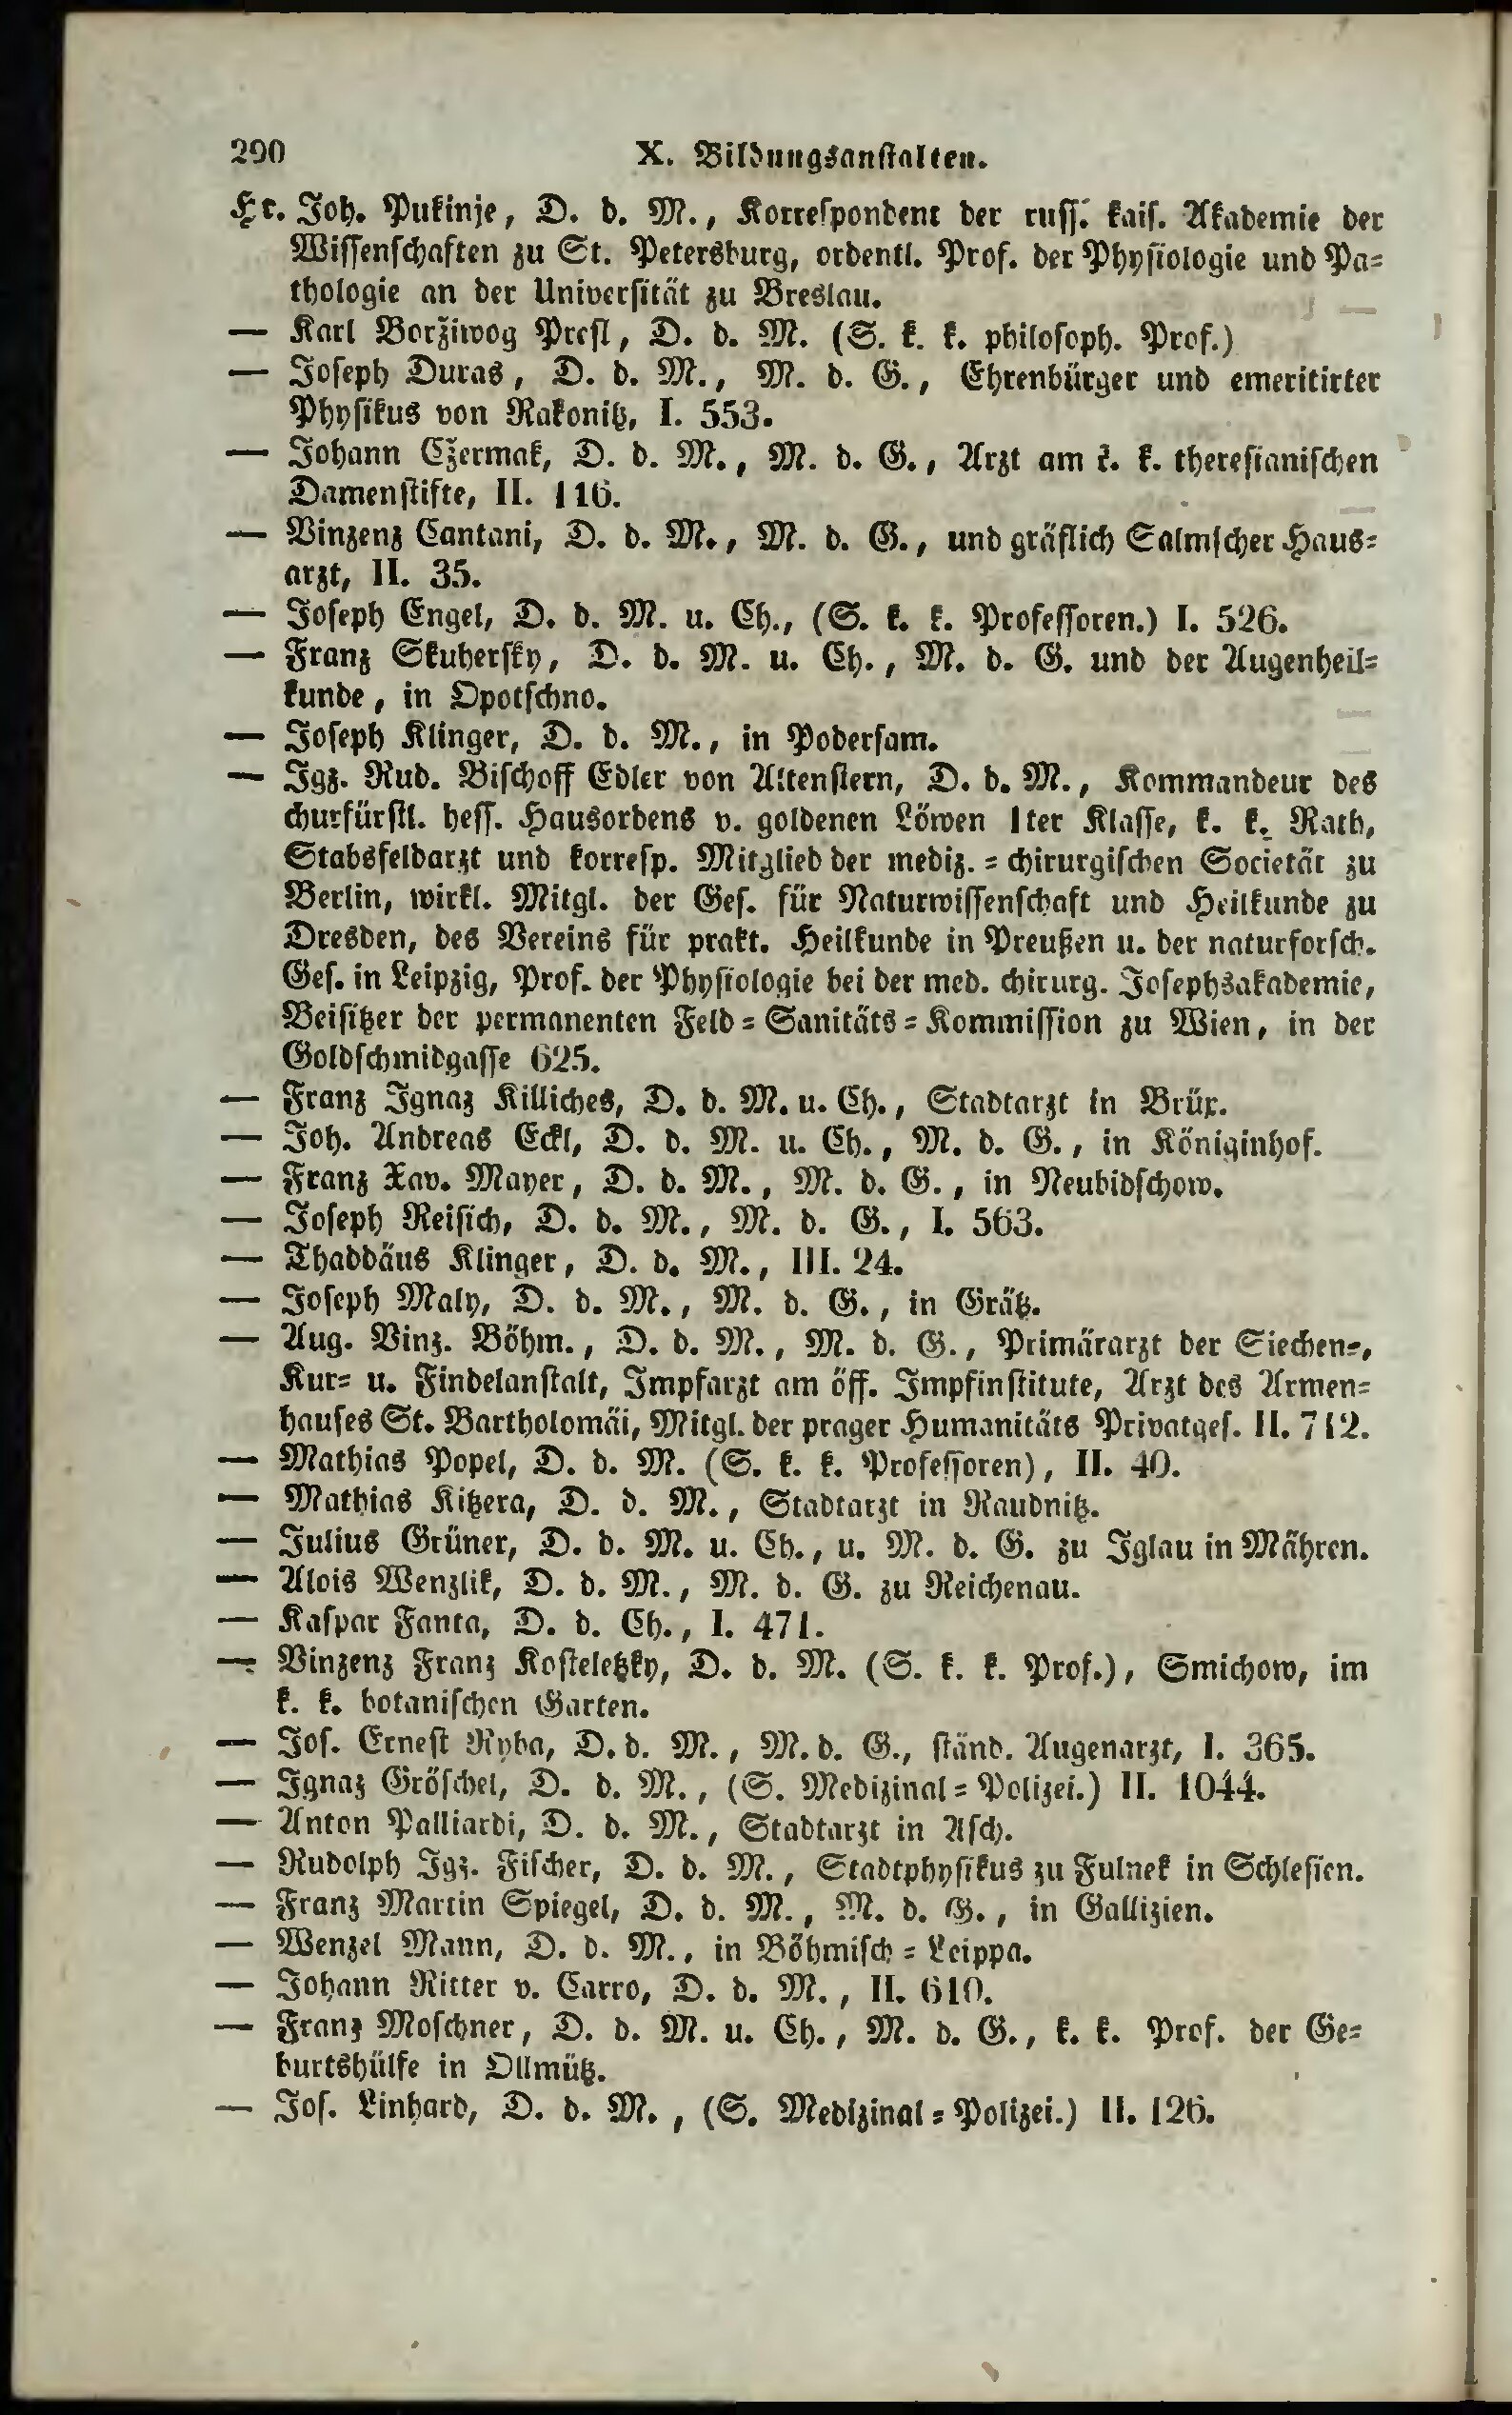 290 X. Bildungsanstalten.
Hr. Joh. Pukinje, D. d. M., Korrespondent der russ. kais. Akademie der
Wissenschaften zu St. Petersburg, ordentl. Prof. der Physiologie und Pa=
thologie an der Universität zu Breslau.
— Karl Boržiwog Presl, D. d. M. (S. k. k. philosoph. Prof.)
— Joseph Duras, D. d. M., M. d. G., Ehrenbürger und emeritirter
Physikus von Rakonitz, I. 553.
— Johann Cžermak, D. d. M., M. d. G., Arzt am k. k. theresianischen
Damenstifte, II. 116.
— Vinzenz Cantani, D. d. M., M. d. G., und gräflich Salmscher Haus=
arzt, II. 35.
— Joseph Engel, D. d. M. u. Ch., (S. k. k. Professoren.) I. 526.
— Franz Skuhersky, D. d. M. u. Ch., M. d. G. und der Augenheil=
kunde, in Opotschno.
— Joseph Klinger, D. d. M., in Podersam.
— Igz. Rud. Bischoff Edler von Altenstern, D. d. M., Kommandeur des
churfürstl. hess. Hausordens v. goldenen Löwen 1ter Klasse, k. k. Rath,
Stabsfeldarzt und korresp. Mitglied der mediz. = chirurgischen Societät zu
Berlin, wirkl. Mitgl. der Ges. für Naturwissenschaft und Heilkunde zu
Dresden, des Vereins für prakt. Heilkunde in Preußen u. der naturforsch.
Ges. in Leipzig, Prof. der Physiologie bei der med. chirurg. Josephsakademie,
Beisitzer der permanenten Feld = Sanitäts = Kommission zu Wien, in der
Goldschmidgasse 625.
— Franz Ignaz Killiches, D. d. M. u. Ch., Stadtarzt in Brüx.
— Joh. Andreas Eckl, D. d. M. u. Ch., M. d. G., in Königinhof.
— Franz Xav. Mayer, D. d. M., M. d. G., in Neubidschow.
— Joseph Reisich, D. d. M., M. d. G., I. 563.
— Thaddäus Klinger, D. d. M., III. 24.
— Joseph Maly, D. d. M., M. d. G., in Grätz.
— Aug. Vinz. Böhm., D. d. M., M. d. G., Primärarzt der Siechen=,
Kur= u. Findelanstalt, Impfarzt am öff. Impfinstitute, Arzt des Armen=
hauses St. Bartholomäi, Mitgl. der prager Humanitäts Privatges. II. 712.
— Mathias Popel, D. d. M. (S. k. k. Professoren), II. 40.
— Mathias Kitzera, D. d. M., Stadtarzt in Raudnitz.
— Julius Grüner, D. d. M. u. Ch., u. M. d. G. zu Iglau in Mähren.
— Alois Wenzlik, D. d. M., M. d. G. zu Reichenau.
— Kaspar Fanta, D. d. Ch., I. 471.
— Vinzenz Franz Kosteletzky, D. d. M. (S. k. k. Prof.), Smichow, im
k. k. botanischen Garten.
— Jos. Ernest Ryba, D. d. M., M. d. G., ständ. Augenarzt, I. 365.
— Ignaz Gröschel, D. d. M., (S. Medizinal = Polizei.) II. 1044.
— Anton Palliardi, D. d. M., Stadtarzt in Asch.
— Rudolph Igz. Fischer, D. d. M., Stadtphysikus zu Fulnek in Schlesien.
— Franz Martin Spiegel, D. d. M., M. d. G., in Gallizien.
— Wenzel Mann, D. d. M., in Böhmisch = Leippa.
— Johann Ritter v. Carro, D. d. M., II. 610.
— Franz Moschner, D. d. M. u. Ch., M. d. G., k. k. Prof. der Ge=
burtshülfe in Ollmütz.
— Jos. Linhard, D. d. M., (S. Medizinal = Polizei.) II. 126.